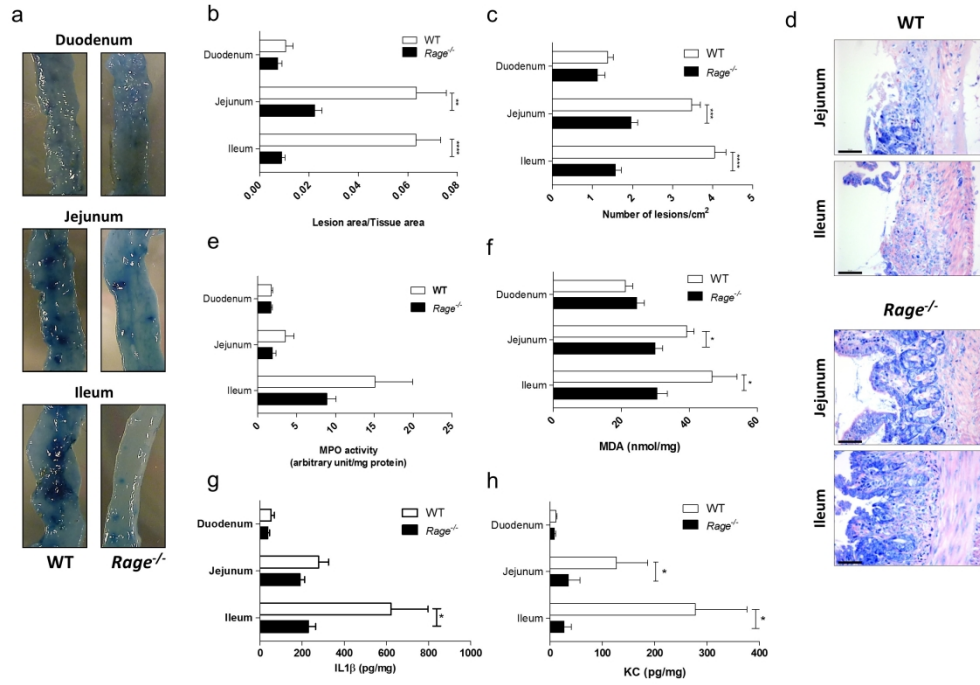 a
Duodenum
Jejunum
Ileum
WT
Rage-/-
b
WT
Rage-/-
Duodenum
**
Jejunum
****
Ileum
0.00
0.02
0.04
0.06
0.08
Lesion area/Tissue area
c
WT
Rage-/-
Duodenum
***
Jejunum
****
Ileum
0
1
2
3
4
5
Number of lesions/cm2
d
WT
Jejunum
Ileum
Rage-/-
Jejunum
Ileum
e
WT
Rage-/-
Duodenum
Jejunum
Ileum
0
5
10
15
20
25
MPO activity
(arbitrary unit/mg protein)
f
WT
Rage-/-
Duodenum
*
Jejunum
*
Ileum
0
20
40
60
80
MDA (nmol/mg)
g
WT
Rage-/-
Duodenum
Jejunum
*
Ileum
0
200
400
600
800
1000
IL1β (pg/mg)
h
WT
Rage-/-
Duodenum
Jejunum
*
Ileum
*
0
100
200
300
400
KC (pg/mg)